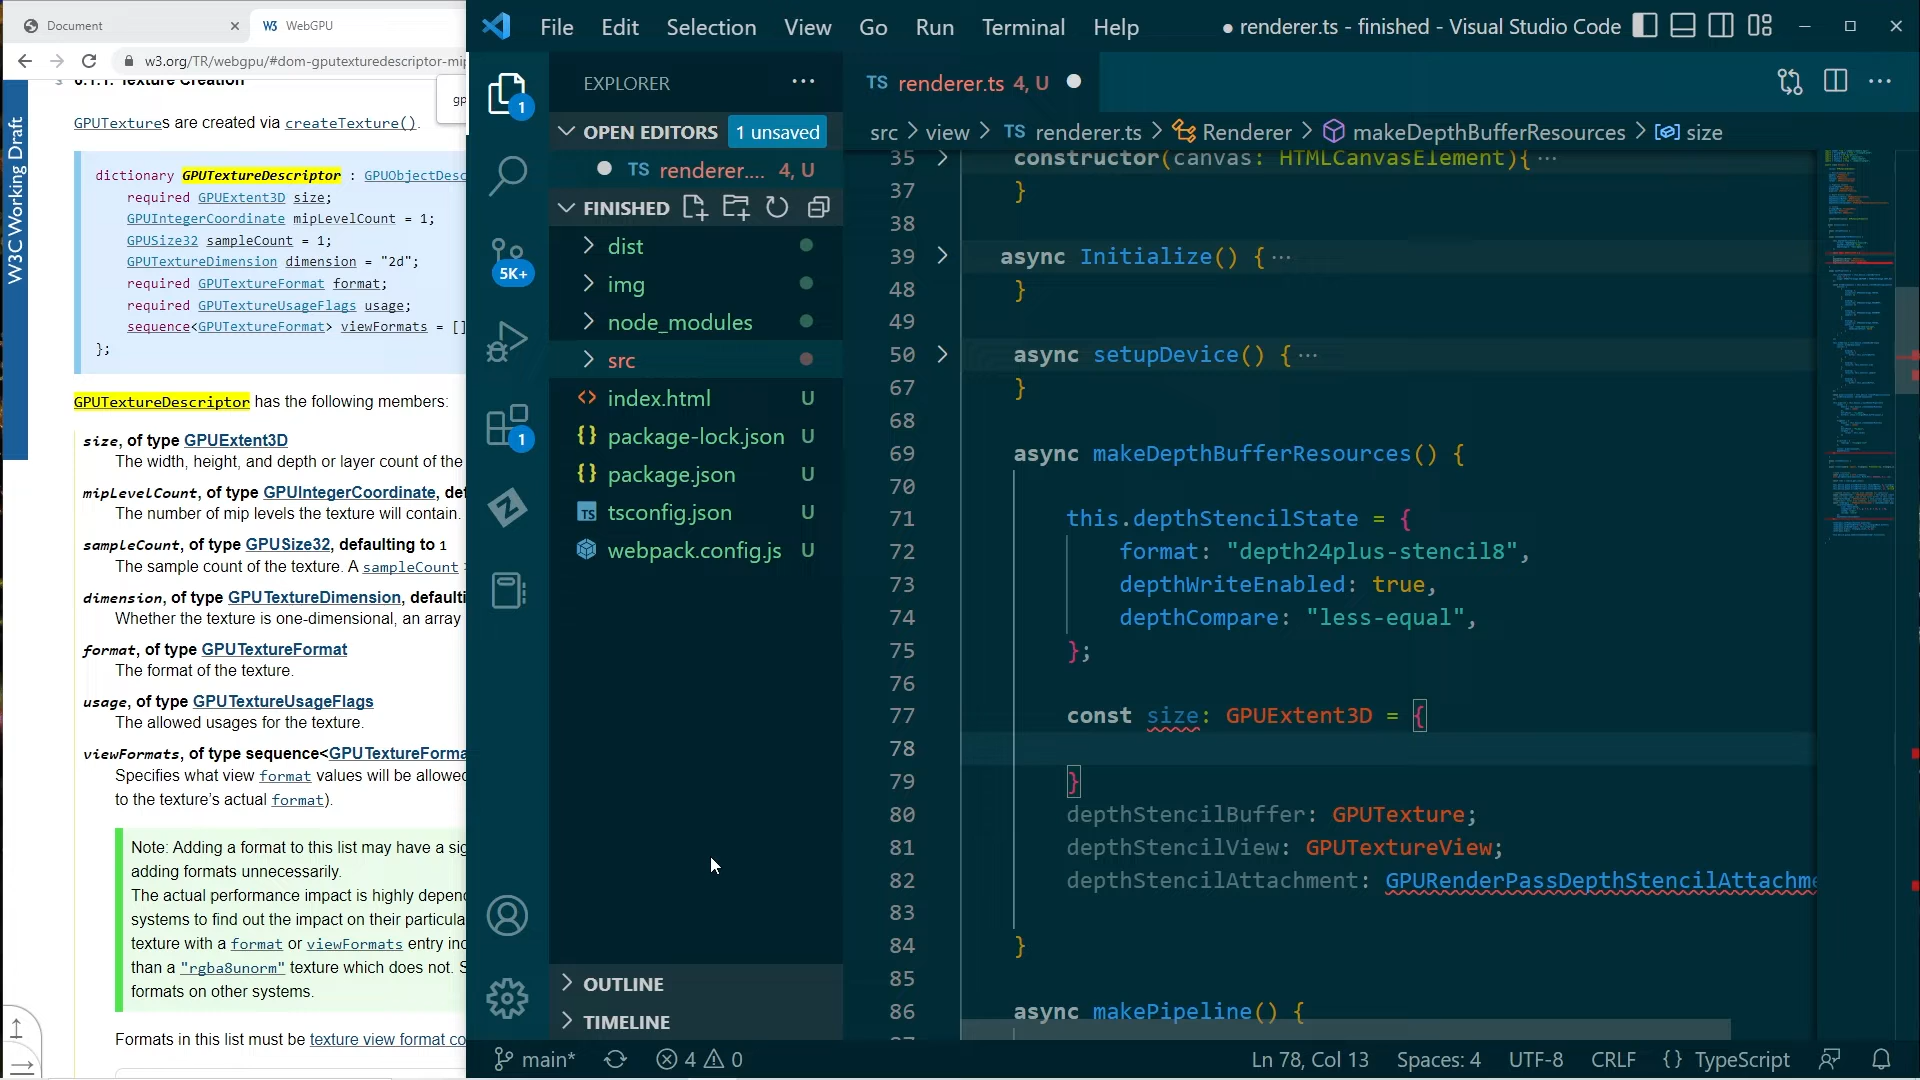 Document
WebGPU
w3.org/TR/webgpu/#dom-gputexturedescriptor-mip
gp
W3C Working Draft
6.1.1. Texture Creation
GPUTextures are created via createTexture().
dictionary GPUTextureDescriptor : GPUObjectDesc
required GPUExtent3D size;
GPUIntegerCoordinate mipLevelCount = 1;
GPUSize32 sampleCount = 1;
GPUTextureDimension dimension = "2d";
required GPUTextureFormat format;
required GPUTextureUsageFlags usage;
sequence<GPUTextureFormat> viewFormats = []
};
GPUTextureDescriptor has the following members:
size, of type GPUExtent3D
The width, height, and depth or layer count of the
mipLevelCount, of type GPUIntegerCoordinate, def
The number of mip levels the texture will contain.
sampleCount, of type GPUSize32, defaulting to 1
The sample count of the texture. A sampleCount >
dimension, of type GPUTextureDimension, defaulti
Whether the texture is one-dimensional, an array
format, of type GPUTextureFormat
The format of the texture.
usage, of type GPUTextureUsageFlags
The allowed usages for the texture.
viewFormats, of type sequence<GPUTextureForma
Specifies what view format values will be allowed
to the texture's actual format).
Note: Adding a format to this list may have a sig
adding formats unnecessarily.
The actual performance impact is highly depend
systems to find out the impact on their particula
texture with a format or viewFormats entry inc
than a "rgba8unorm" texture which does not. S
formats on other systems.
Formats in this list must be texture view format co
File Edit Selection View Go Run Terminal Help
● renderer.ts - finished - Visual Studio Code
1
5K+
1
EXPLORER ···
OPEN EDITORS 1 unsaved
TS renderer.... 4, U
FINISHED
dist
img
node_modules
src
index.html U
package-lock.json U
package.json U
tsconfig.json U
webpack.config.js U
OUTLINE
TIMELINE
TS renderer.ts 4, U
src > view > TS renderer.ts > Renderer > makeDepthBufferResources > size
35 constructor(canvas: HTMLCanvasElement){ ···
37 }
38
39 async Initialize() { ···
48 }
49
50 async setupDevice() { ···
67 }
68
69 async makeDepthBufferResources() {
70
71 this.depthStencilState = {
72 format: "depth24plus-stencil8",
73 depthWriteEnabled: true,
74 depthCompare: "less-equal",
75 };
76
77 const size: GPUExtent3D = {
78
79 }
80 depthStencilBuffer: GPUTexture;
81 depthStencilView: GPUTextureView;
82 depthStencilAttachment: GPURenderPassDepthStencilAttachme
83
84 }
85
86 async makePipeline() {
main* 4 0
Ln 78, Col 13 Spaces: 4 UTF-8 CRLF {} TypeScript